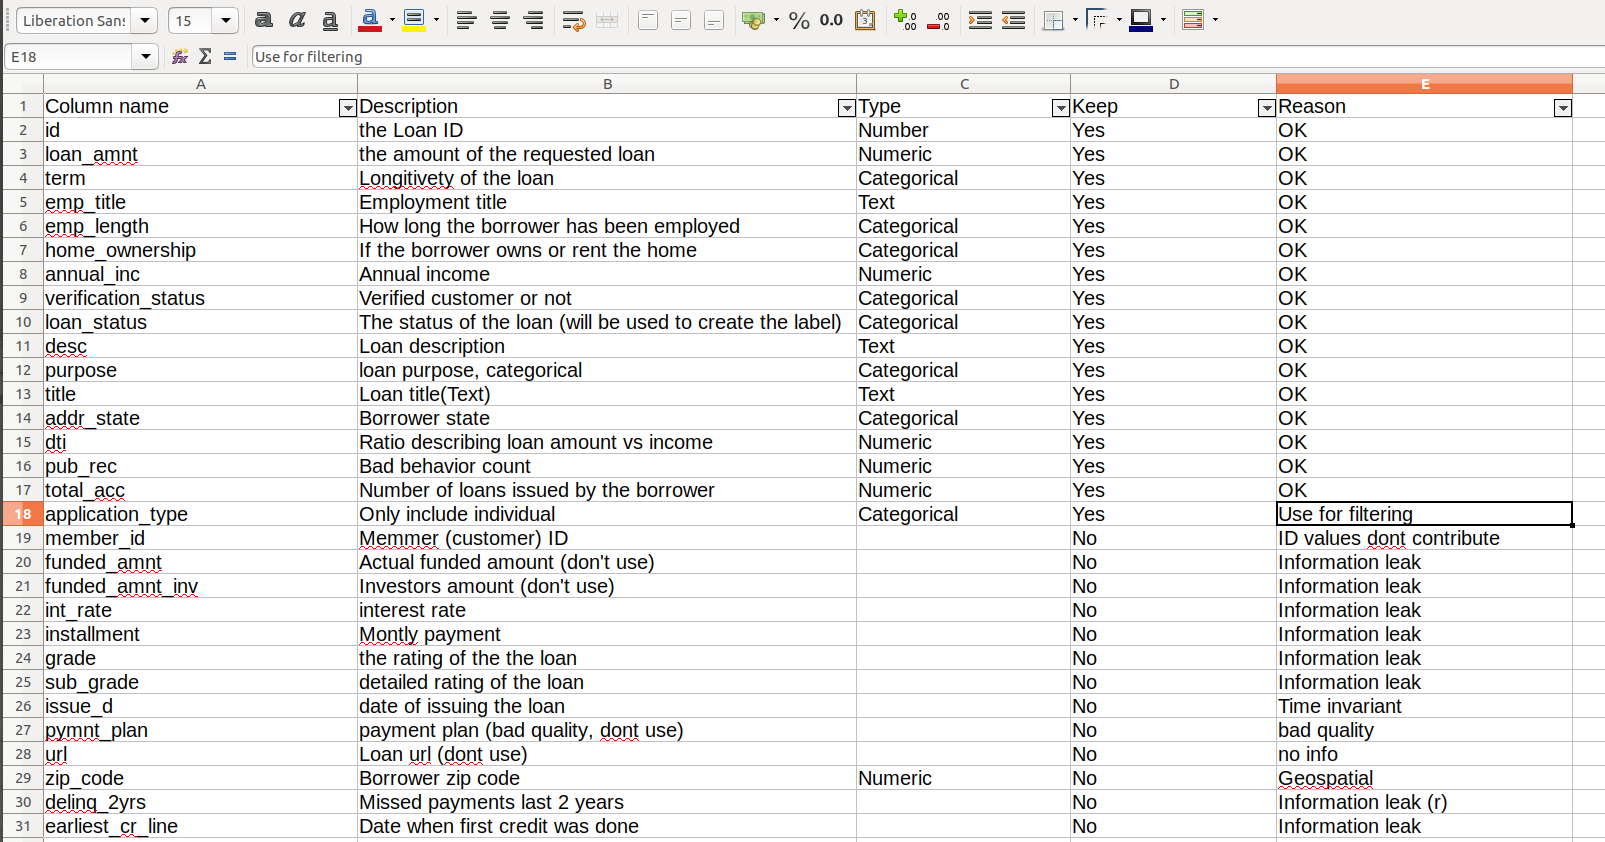 Liberation Sans 15 a a a a % 0.0
E18 fx Σ = Use for filtering
A B C D E
1 Column name Description Type Keep Reason
2 id the Loan ID Number Yes OK
3 loan_amnt the amount of the requested loan Numeric Yes OK
4 term Longitivety of the loan Categorical Yes OK
5 emp_title Employment title Text Yes OK
6 emp_length How long the borrower has been employed Categorical Yes OK
7 home_ownership If the borrower owns or rent the home Categorical Yes OK
8 annual_inc Annual income Numeric Yes OK
9 verification_status Verified customer or not Categorical Yes OK
10 loan_status The status of the loan (will be used to create the label) Categorical Yes OK
11 desc Loan description Text Yes OK
12 purpose loan purpose, categorical Categorical Yes OK
13 title Loan title(Text) Text Yes OK
14 addr_state Borrower state Categorical Yes OK
15 dti Ratio describing loan amount vs income Numeric Yes OK
16 pub_rec Bad behavior count Numeric Yes OK
17 total_acc Number of loans issued by the borrower Numeric Yes OK
18 application_type Only include individual Categorical Yes Use for filtering
19 member_id Memmer (customer) ID No ID values dont contribute
20 funded_amnt Actual funded amount (don't use) No Information leak
21 funded_amnt_inv Investors amount (don't use) No Information leak
22 int_rate interest rate No Information leak
23 installment Montly payment No Information leak
24 grade the rating of the the loan No Information leak
25 sub_grade detailed rating of the loan No Information leak
26 issue_d date of issuing the loan No Time invariant
27 pymnt_plan payment plan (bad quality, dont use) No bad quality
28 url Loan url (dont use) No no info
29 zip_code Borrower zip code Numeric No Geospatial
30 delinq_2yrs Missed payments last 2 years No Information leak (r)
31 earliest_cr_line Date when first credit was done No Information leak